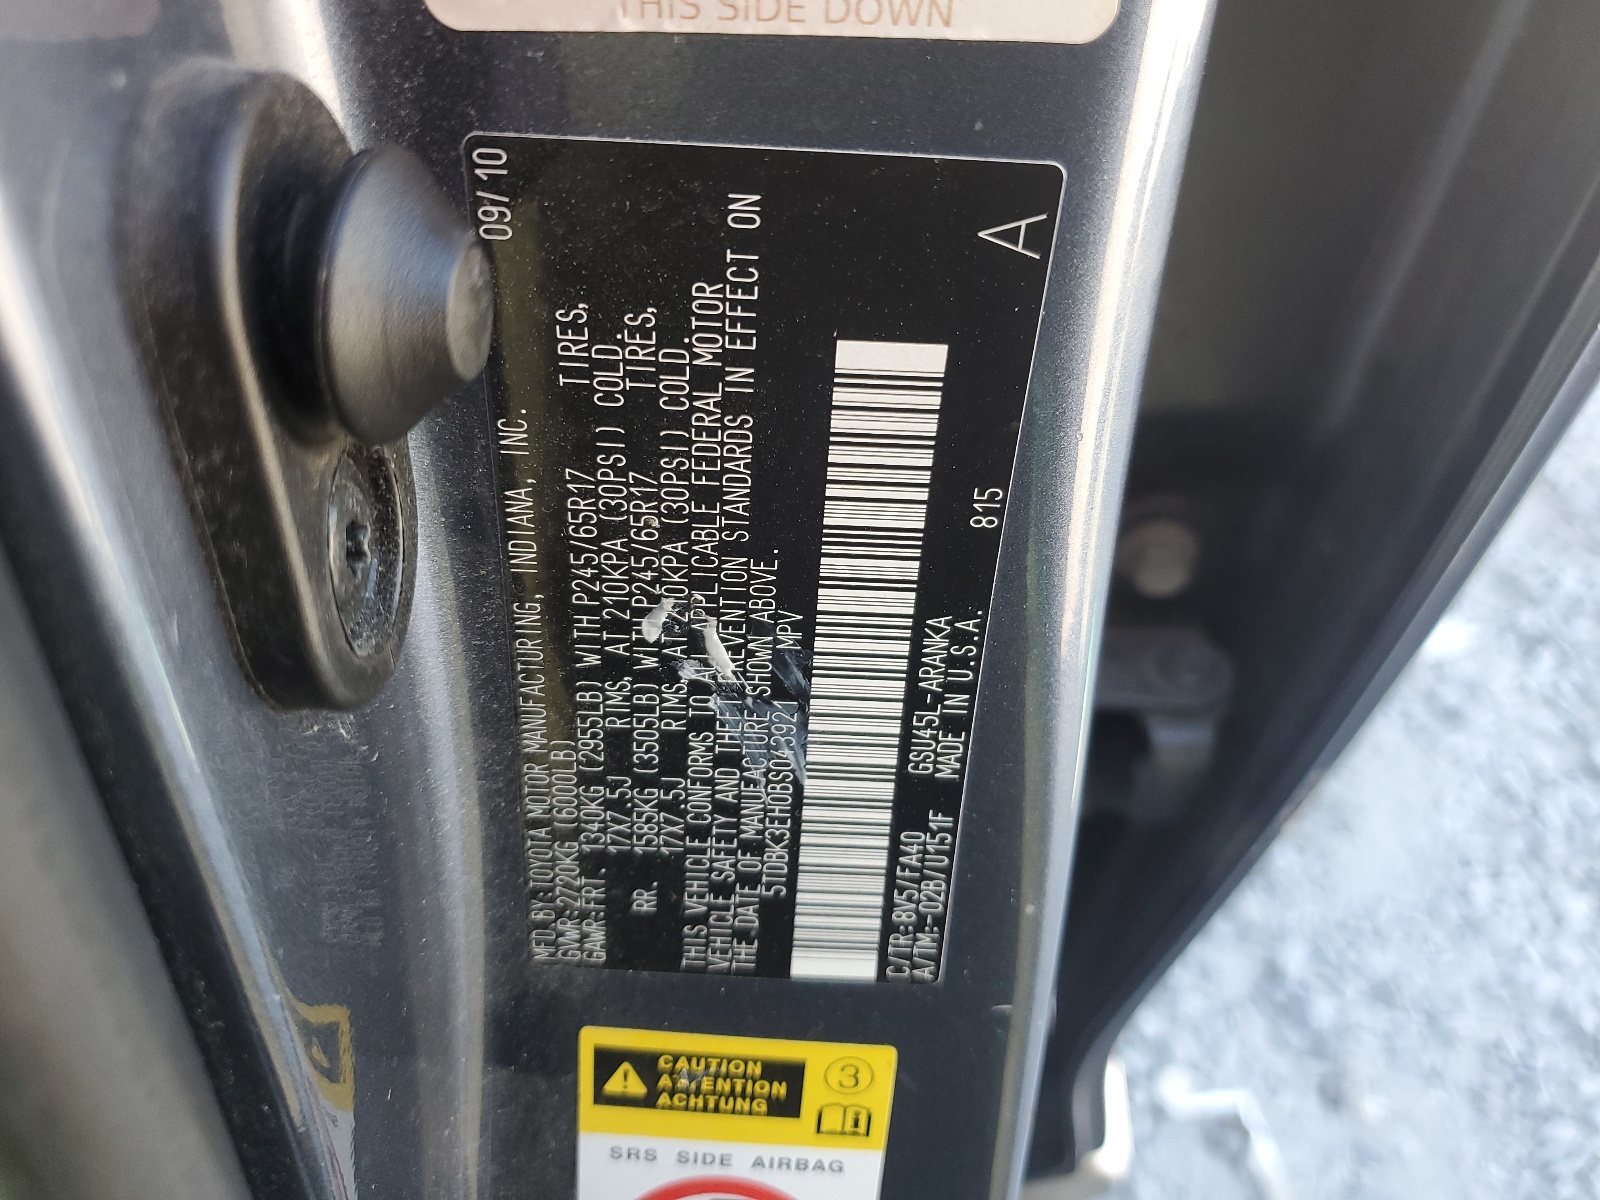 THIS SIDE DOWN
09/10
MFD BY: TOYOTA MOTOR MANUFACTURING, INDIANA, INC.
GVWR:2720KG (6000LB)
GAWR:FRT. 1340KG (2955LB) WITH P245/65R17 TIRES,
17X7.5J RIMS, AT 210KPA (30PSI) COLD.
RR. 1585KG (3505LB) WITH P245/65R17 TIRES,
17X7.5J RIMS, AT 210KPA (30PSI) COLD.
THIS VEHICLE CONFORMS TO ALL APPLICABLE FEDERAL MOTOR
VEHICLE SAFETY AND THEFT PREVENTION STANDARDS IN EFFECT ON
THE DATE OF MANUFACTURE SHOWN ABOVE.
5TDBK3EH0BS043921 MPV
C/TR:8V5/FA40 GSU45L-ARANKA 815
A/TM:-02B/U151F MADE IN U.S.A.
A
CAUTION
ATTENTION
ACHTUNG
3
SRS SIDE AIRBAG